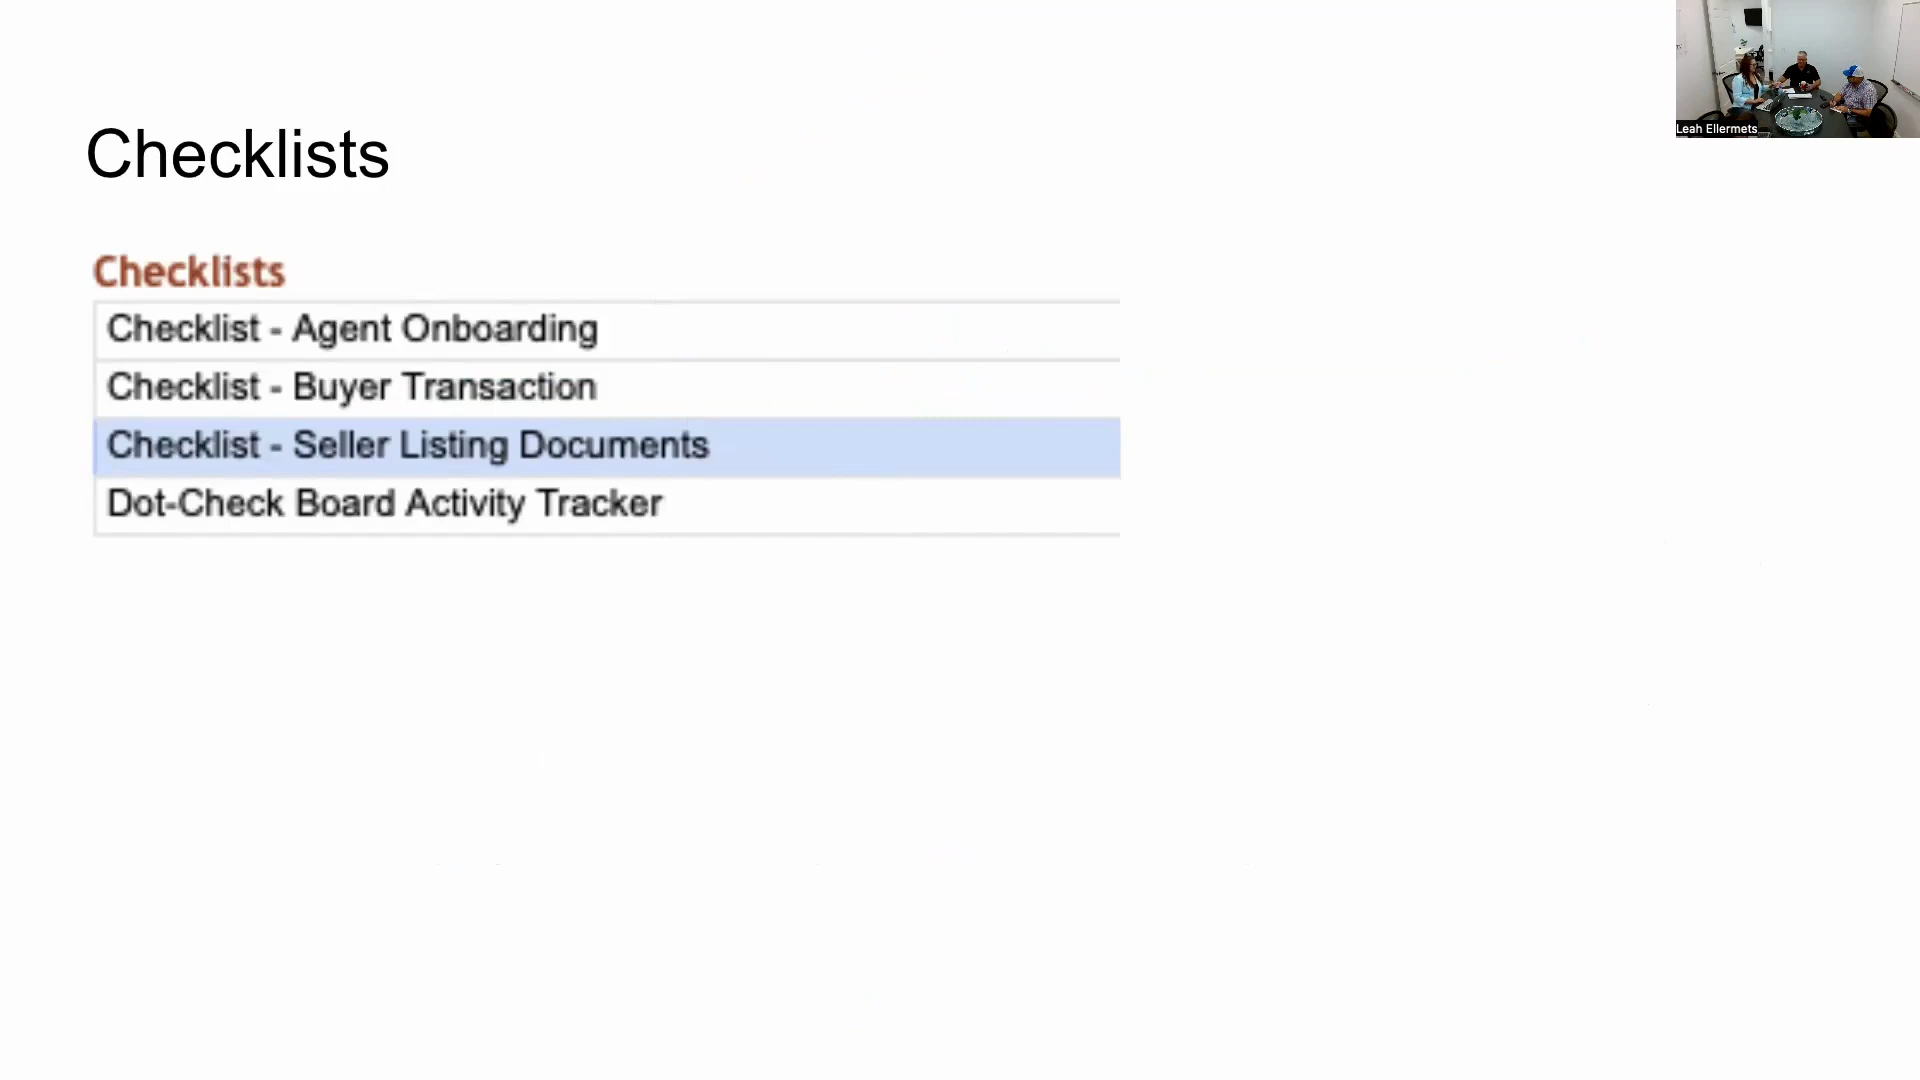 Leah Ellermets
Checklists
Checklists
Checklist - Agent Onboarding
Checklist - Buyer Transaction
Checklist - Seller Listing Documents
Dot-Check Board Activity Tracker